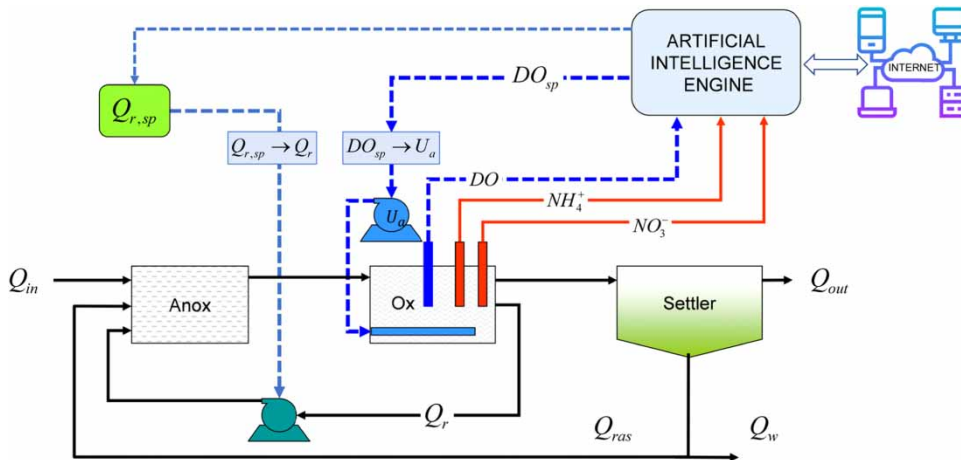 ARTIFICIAL
INTELLIGENCE
ENGINE
INTERNET
DO_{sp}
Q_{r,sp}
Q_{r,sp} → Q_r
DO_{sp} → U_a
DO
NH_4^+
NO_3^-
U_a
Q_{in}
Anox
Ox
Settler
Q_{out}
Q_r
Q_{ras}
Q_w